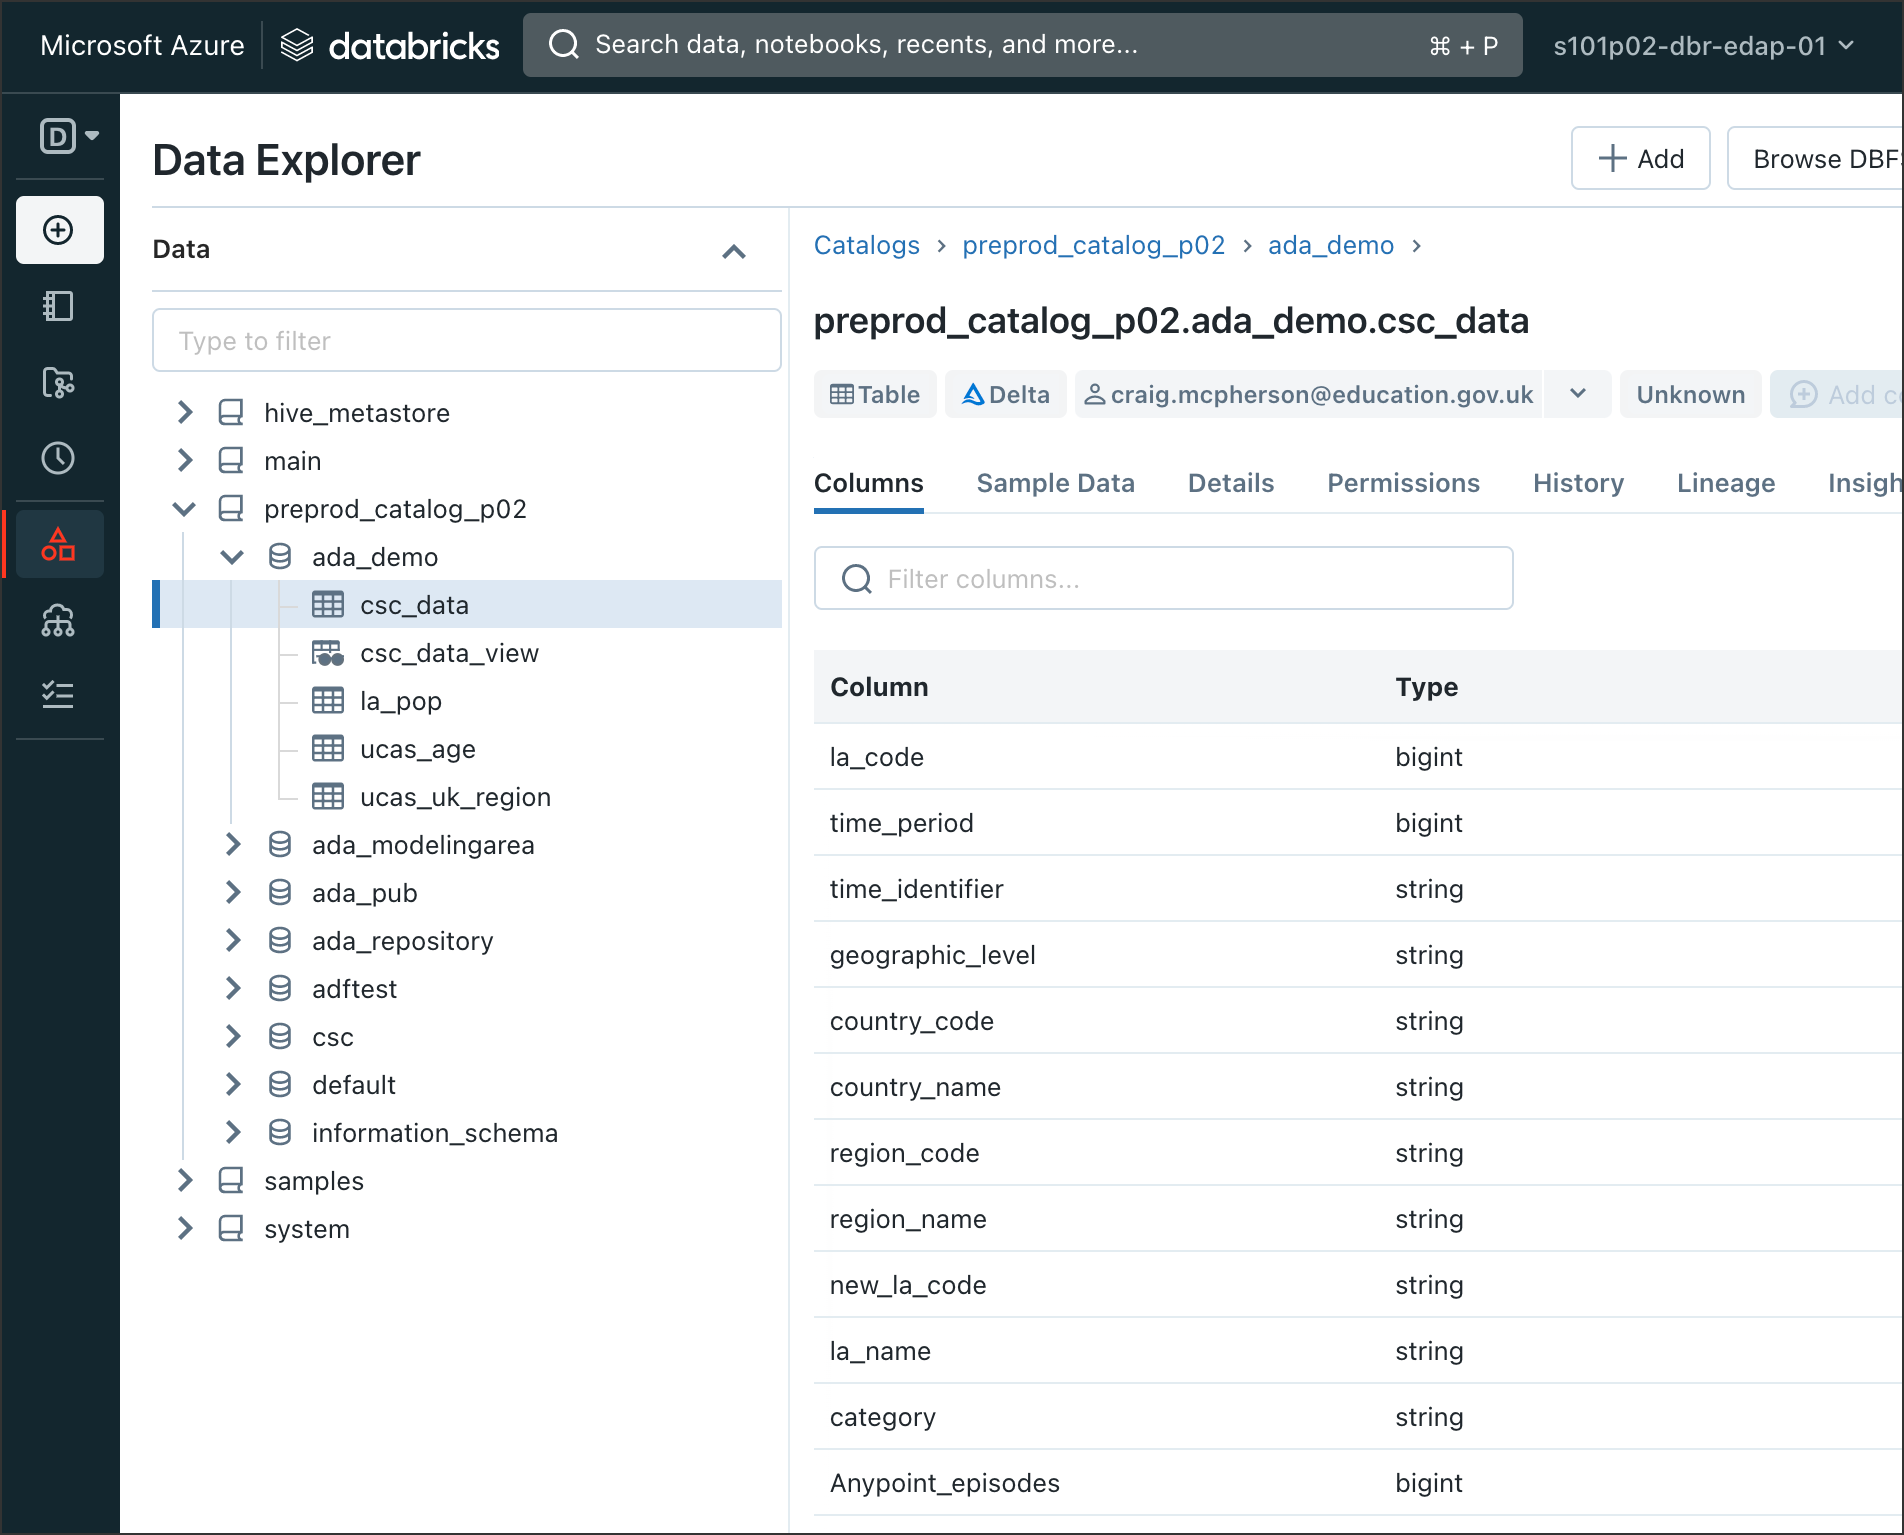 Microsoft Azure databricks Search data, notebooks, recents, and more... ⌘ + P s101p02-dbr-edap-01
D
Data Explorer
Add
Browse DBF
Data
Type to filter
hive_metastore
main
preprod_catalog_p02
ada_demo
csc_data
csc_data_view
la_pop
ucas_age
ucas_uk_region
ada_modelingarea
ada_pub
ada_repository
adftest
csc
default
information_schema
samples
system
Catalogs > preprod_catalog_p02 > ada_demo >
preprod_catalog_p02.ada_demo.csc_data
Table Delta craig.mcpherson@education.gov.uk Unknown Add
Columns Sample Data Details Permissions History Lineage Insigh
Filter columns...
Column Type
la_code bigint
time_period bigint
time_identifier string
geographic_level string
country_code string
country_name string
region_code string
region_name string
new_la_code string
la_name string
category string
Anypoint_episodes bigint